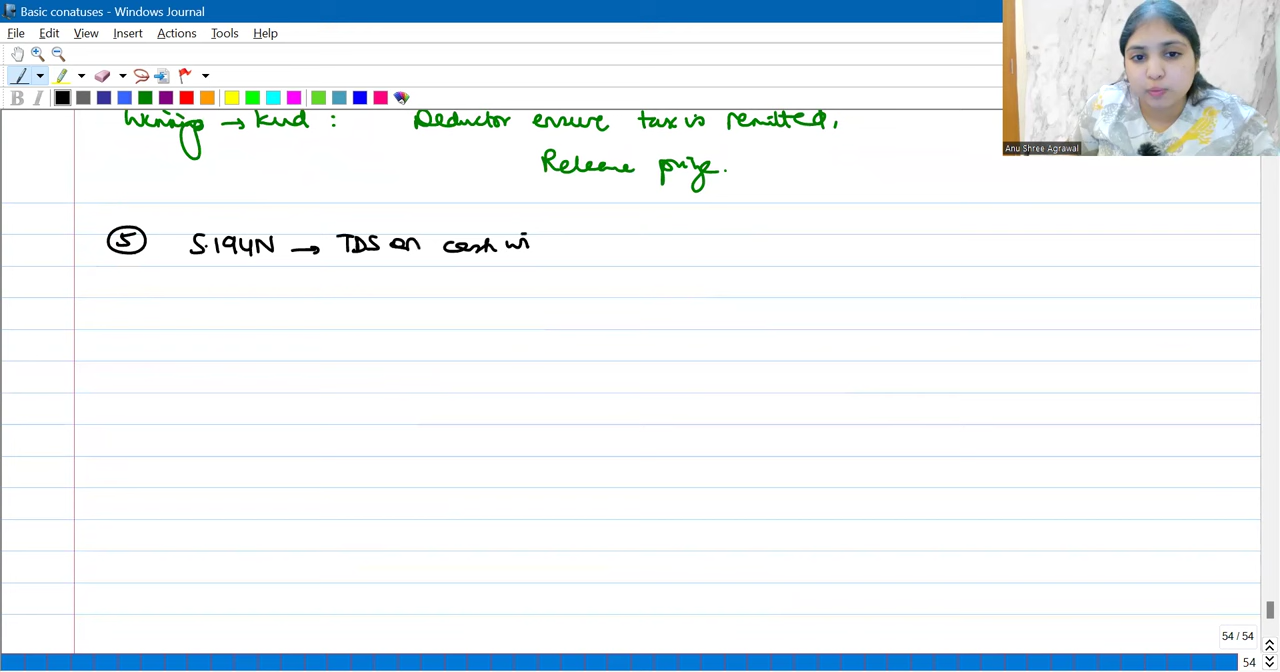 Basic conatuses - Windows Journal
File Edit View Insert Actions Tools Help
B I
Winnings → Kind : Deductor ensure tax is remitted,
Release prize.
Anu Shree Agrawal
5 S.194N → TDS on cash wi
54 / 54
54